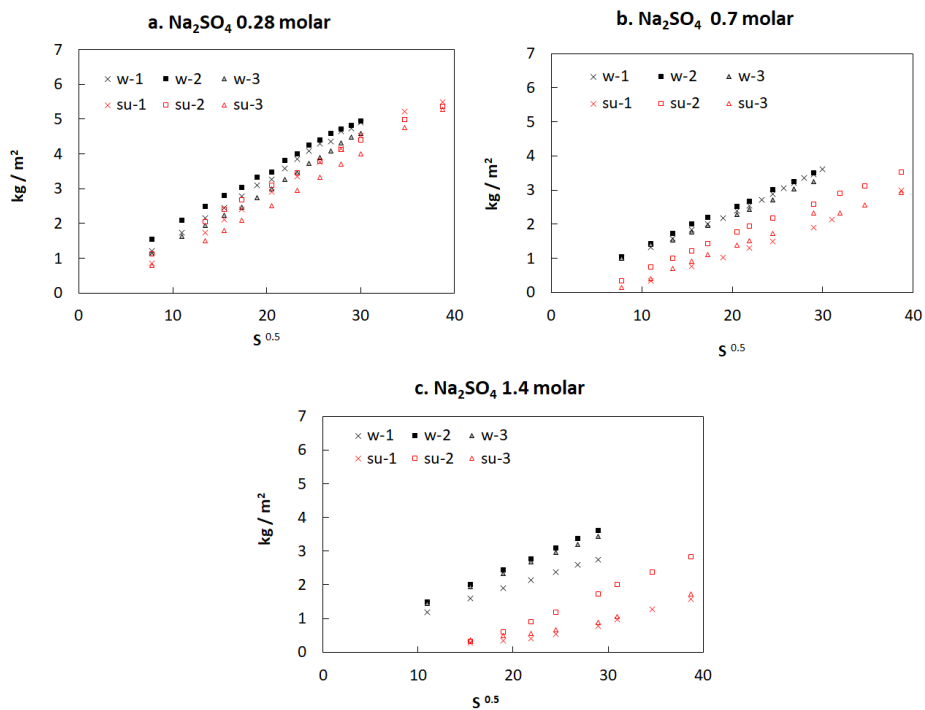 a. Na₂SO₄ 0.28 molar
7
6
5
4
3
2
1
0
kg / m²
w-1 w-2 w-3
su-1 su-2 su-3
0 10 20 30 40
S 0.5
b. Na₂SO₄ 0.7 molar
7
6
5
4
3
2
1
0
kg / m²
w-1 w-2 w-3
su-1 su-2 su-3
0 10 20 30 40
S 0.5
c. Na₂SO₄ 1.4 molar
7
6
5
4
3
2
1
0
kg / m²
w-1 w-2 w-3
su-1 su-2 su-3
0 10 20 30 40
S 0.5